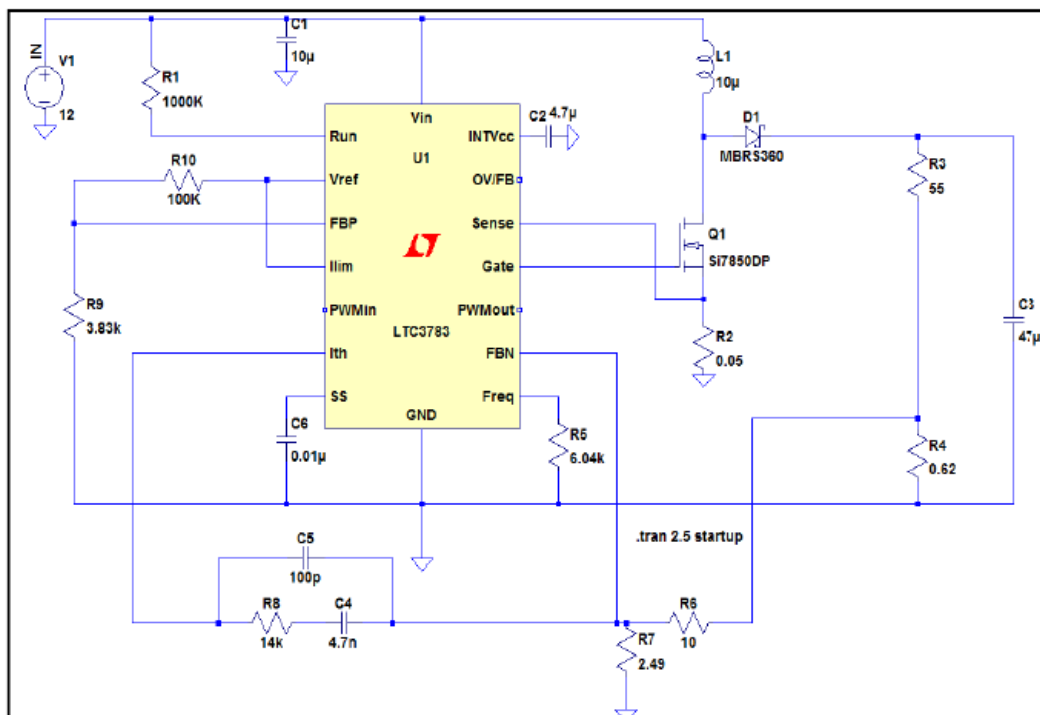 IN
V1
12
R1
1000K
C1
10µ
L1
10µ
Vin
C2
4.7µ
D1
MBRS360
Run
INTVcc
U1
R10
100K
Vref
OV/FB
R3
55
FBP
Sense
Q1
Si7850DP
Ilim
Gate
R9
3.83k
PWMin
PWMout
C3
47µ
LTC3783
R2
0.05
Ith
FBN
SS
Freq
GND
C6
0.01µ
R5
6.04k
R4
0.62
.tran 2.5 startup
C5
100p
R8
14k
C4
4.7n
R6
10
R7
2.49